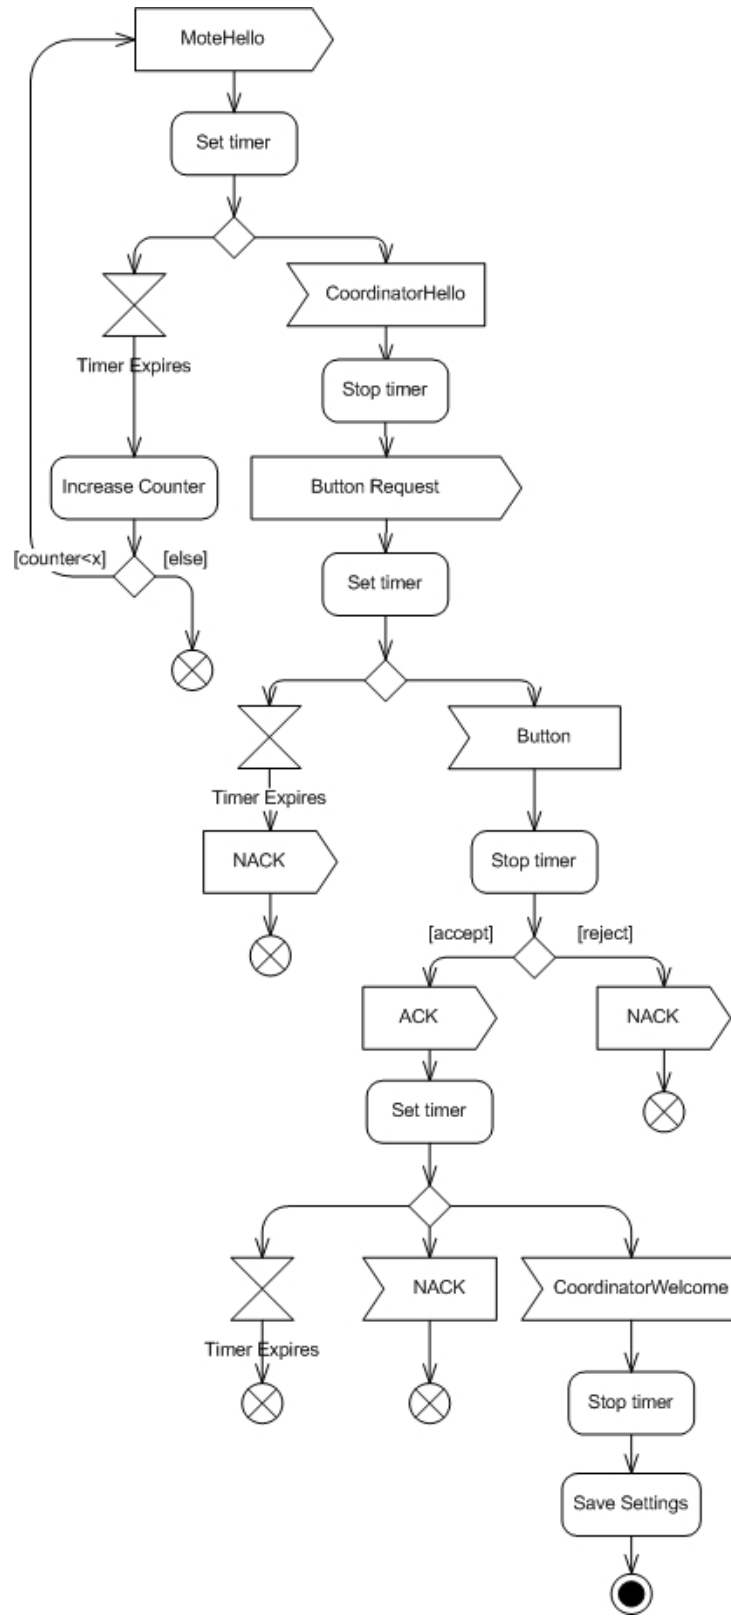 MoteHello
Set timer
CoordinatorHello
Timer Expires
Stop timer
Increase Counter
Button Request
[counter<x]
[else]
Set timer
Button
Timer Expires
NACK
Stop timer
[accept]
[reject]
ACK
NACK
Set timer
NACK
CoordinatorWelcome
Timer Expires
Stop timer
Save Settings